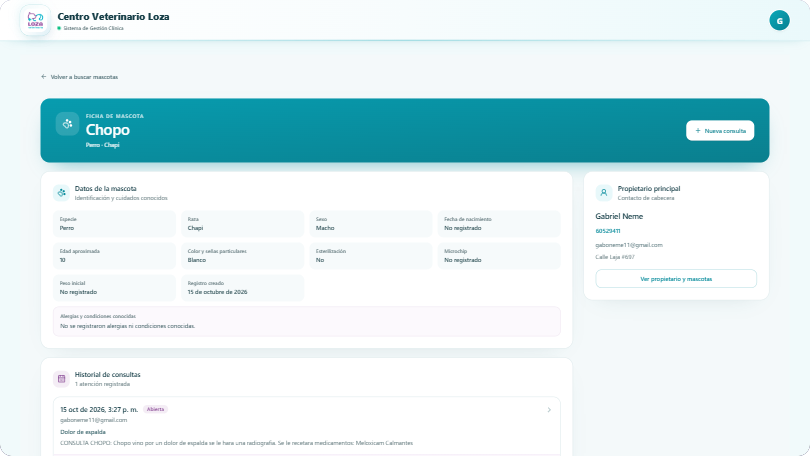 LOZA
Centro Veterinario Loza
Sistema de Gestión Clínica
G
← Volver a buscar mascotas
FICHA DE MASCOTA
Chopo
Perro · Chapi
+ Nueva consulta
Datos de la mascota
Identificación y cuidados conocidos
Especie
Perro
Raza
Chapi
Sexo
Macho
Fecha de nacimiento
No registrado
Edad aproximada
10
Color y señas particulares
Blanco
Esterilización
No
Microchip
No registrado
Peso inicial
No registrado
Registro creado
15 de octubre de 2026
Alergias y condiciones conocidas
No se registraron alergias ni condiciones conocidas.
Propietario principal
Contacto de cabecera
Gabriel Neme
60529411
gaboneme11@gmail.com
Calle Laja #697
Ver propietario y mascotas
Historial de consultas
1 atención registrada
15 oct de 2026, 3:27 p. m. Abierta
gaboneme11@gmail.com
Dolor de espalda
CONSULTA CHOPO: Chopo vino por un dolor de espalda se le hara una radiografia. Se le recetara medicamentos: Meloxicam Calmantes